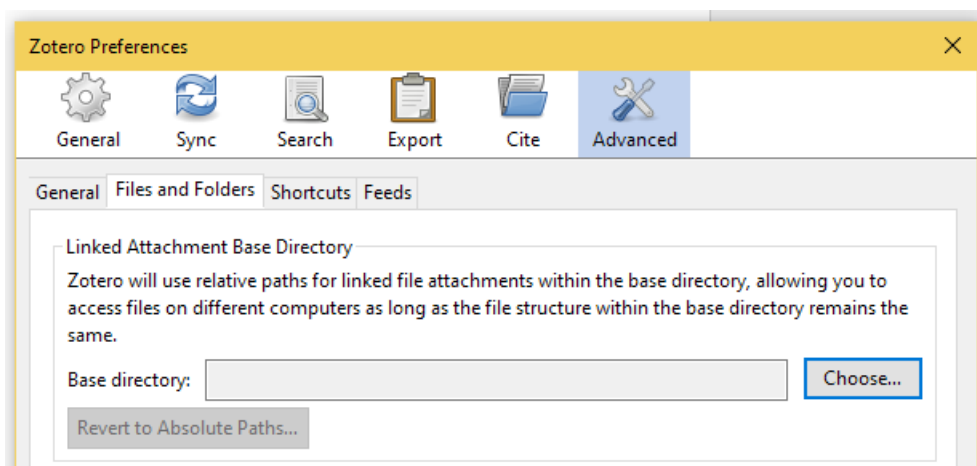 Zotero Preferences
General Sync Search Export Cite Advanced
General Files and Folders Shortcuts Feeds
Linked Attachment Base Directory
Zotero will use relative paths for linked file attachments within the base directory, allowing you to
access files on different computers as long as the file structure within the base directory remains the
same.
Base directory: Choose...
Revert to Absolute Paths...